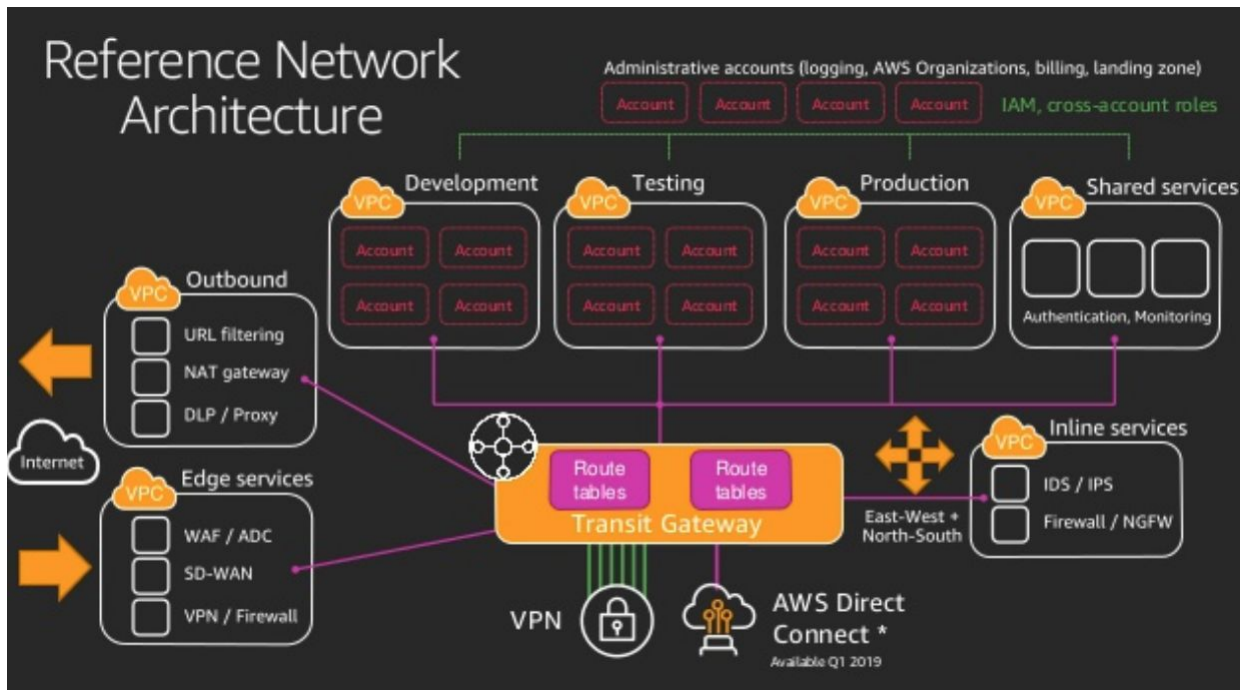 Reference Network
Architecture
Administrative accounts (logging, AWS Organizations, billing, landing zone)
Account Account Account Account
IAM, cross-account roles
VPC Development
Account Account
Account Account
VPC Testing
Account Account
Account Account
VPC Production
Account Account
Account Account
VPC Shared services
Authentication, Monitoring
VPC Outbound
URL filtering
NAT gateway
DLP / Proxy
Internet
VPC Edge services
WAF / ADC
SD-WAN
VPN / Firewall
Route
tables
Route
tables
Transit Gateway
East-West +
North-South
VPC Inline services
IDS / IPS
Firewall / NGFW
VPN
AWS Direct
Connect *
Available Q1 2019